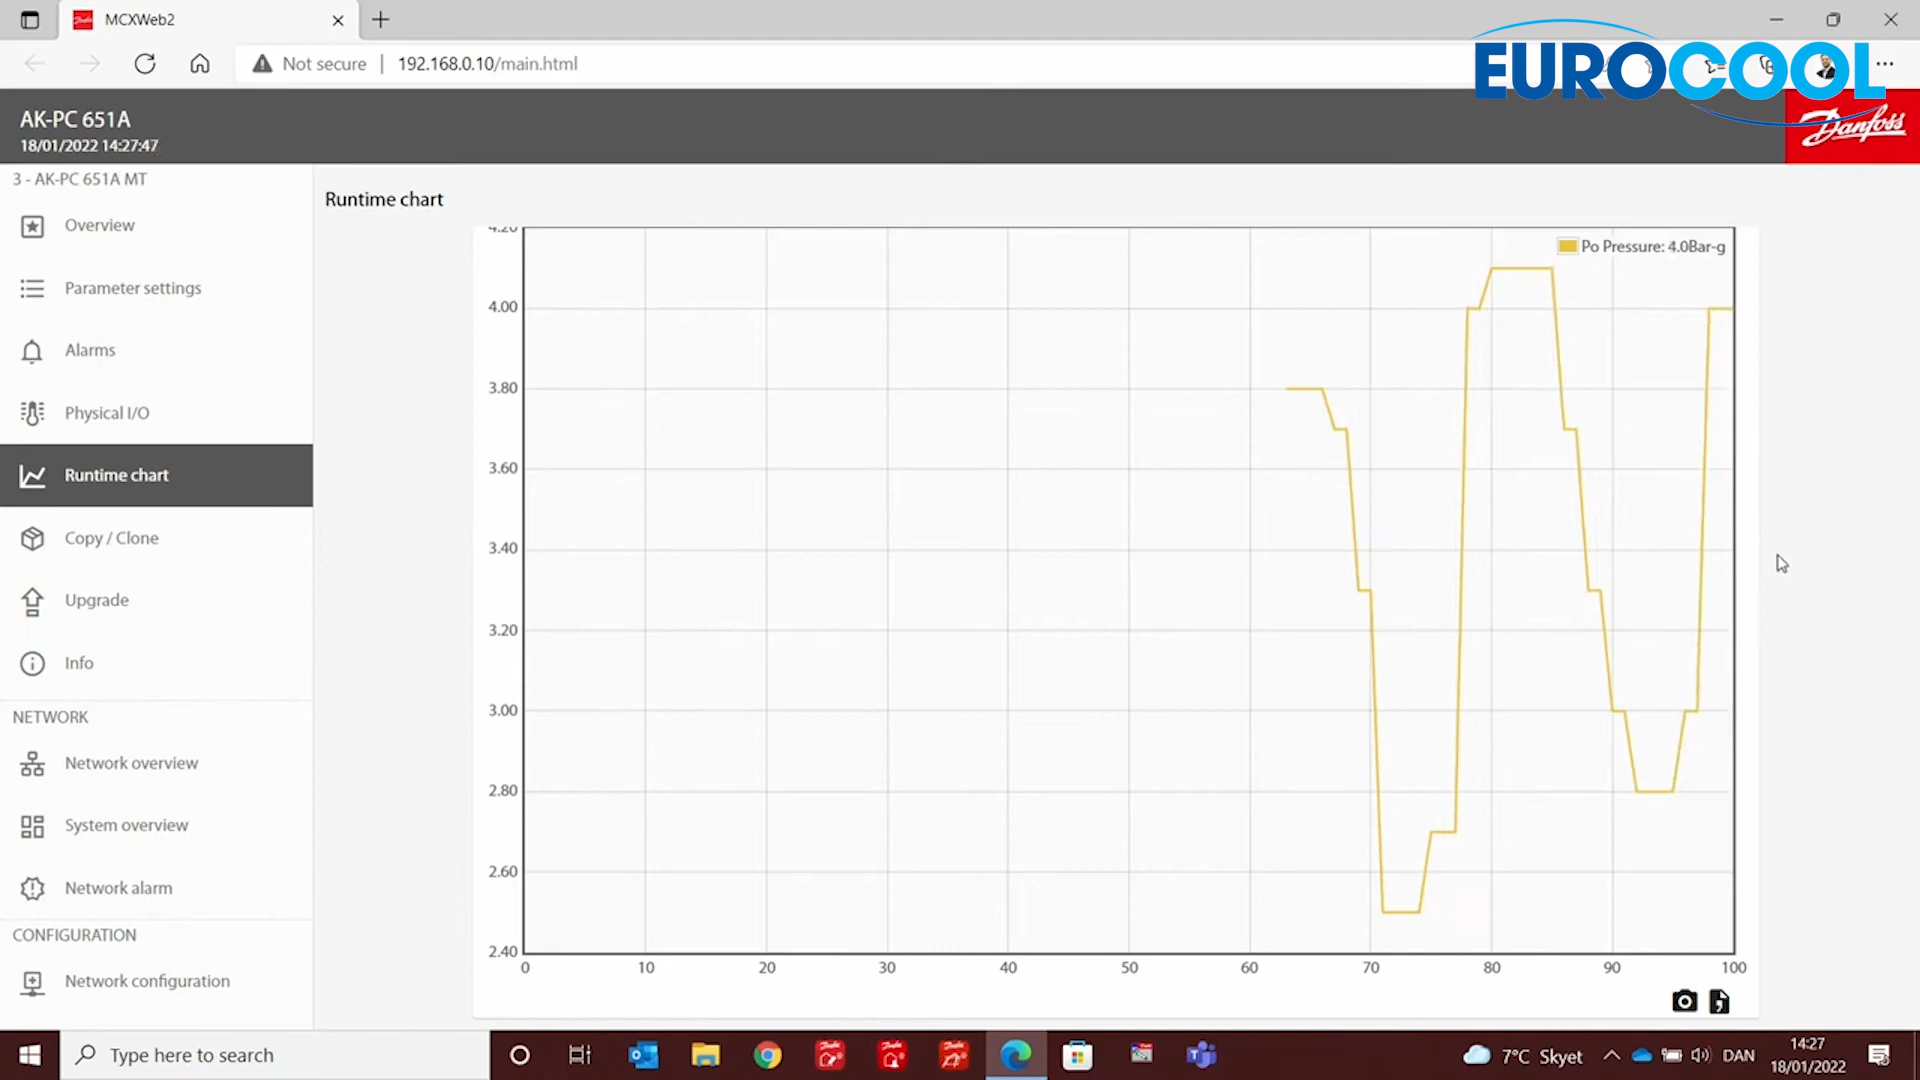 MCXWeb2
Not secure
192.168.0.10/main.html
EUROCOOL
AK-PC 651A
18/01/2022 14:27:47
Danfoss
3 - AK-PC 651A MT
Overview
Parameter settings
Alarms
Physical I/O
Runtime chart
Copy / Clone
Upgrade
Info
NETWORK
Network overview
System overview
Network alarm
CONFIGURATION
Network configuration
Runtime chart
Po Pressure: 4.0Bar-g
4.20
4.00
3.80
3.60
3.40
3.20
3.00
2.80
2.60
2.40
0 10 20 30 40 50 60 70 80 90 100
Type here to search
7°C Skyet
DAN
14:27
18/01/2022